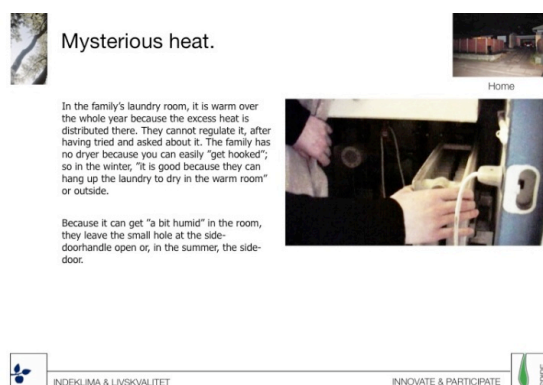 Mysterious heat.
Home
In the family's laundry room, it is warm over
the whole year because the excess heat is
distributed there. They cannot regulate it, after
having tried and asked about it. The family has
no dryer because you can easily "get hooked";
so in the winter, "it is good because they can
hang up the laundry to dry in the warm room"
or outside.
Because it can get "a bit humid" in the room,
they leave the small hole at the side-
doorhandle open or, in the summer, the side-
door.
INDEKLIMA & LIVSKVALITET
INNOVATE & PARTICIPATE